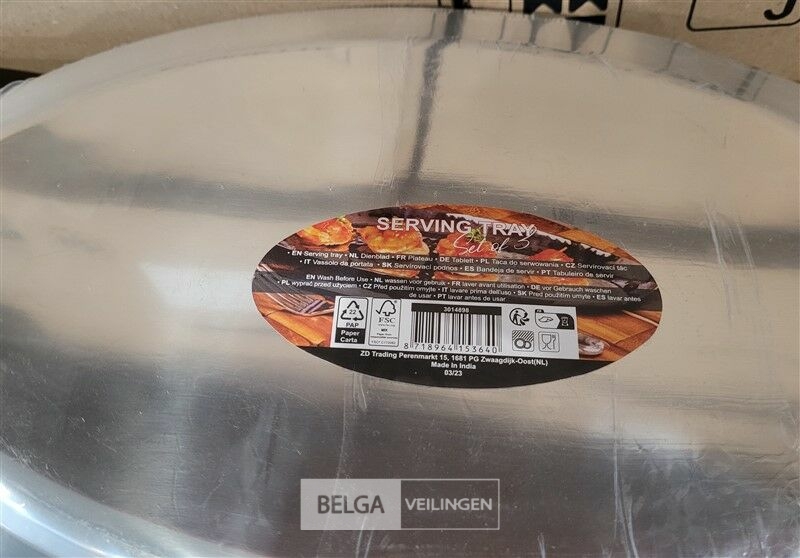 J
SERVING TRAY
Set of 3
• EN Serving tray • NL Dienblad • FR Plateau • DE Tablett • PL Taca do serwowania • CZ Servírovací tác
• IT Vassoio da portata • SK Servírovací podnos • ES Bandeja de servir • PT Tabuleiro de servir
EN Wash Before Use • NL wassen voor gebruik • FR laver avant utilisation • DE vor Gebrauch waschen
• PL wyprać przed użyciem • CZ Před použitím omyjte • IT lavare prima dell'uso • SK Pred použitím umyte • ES lavar antes
de usar • PT lavar antes de usar
22
PAP
Paper
Carta
FSC
MIX
3014898
8 718964 153640
ZD Trading Perenmarkt 15, 1681 PG Zwaagdijk-Oost(NL)
Made In India
03/23
BELGA VEILINGEN